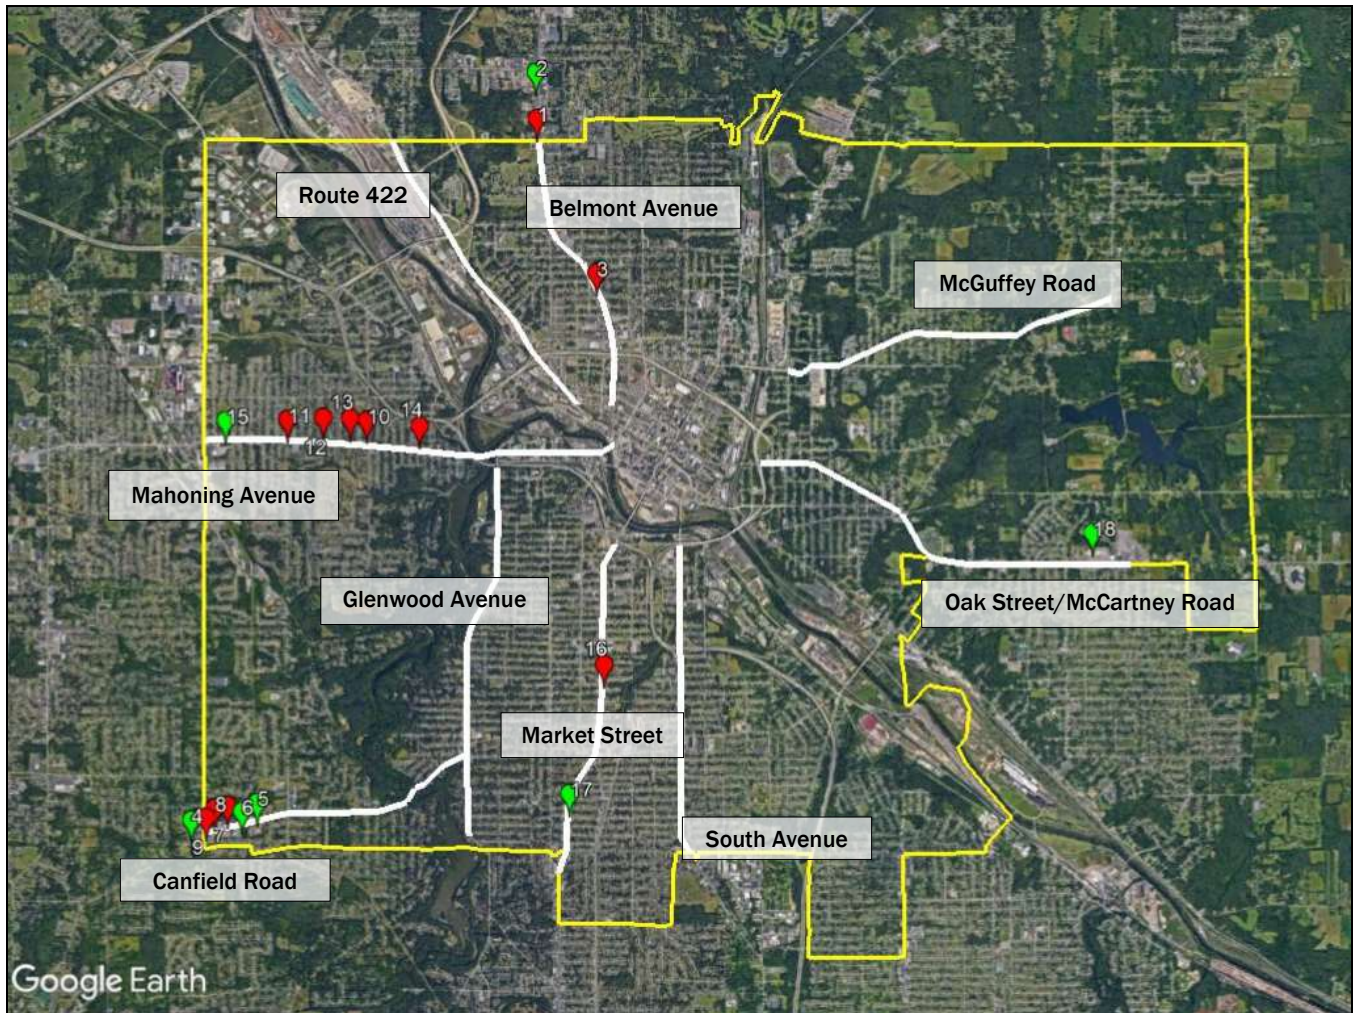 2
1
Route 422
Belmont Avenue
3
McGuffey Road
15
11
13
10
14
12
Mahoning Avenue
18
Glenwood Avenue
Oak Street/McCartney Road
16
Market Street
17
4
8
6
5
7
9
South Avenue
Canfield Road
Google Earth